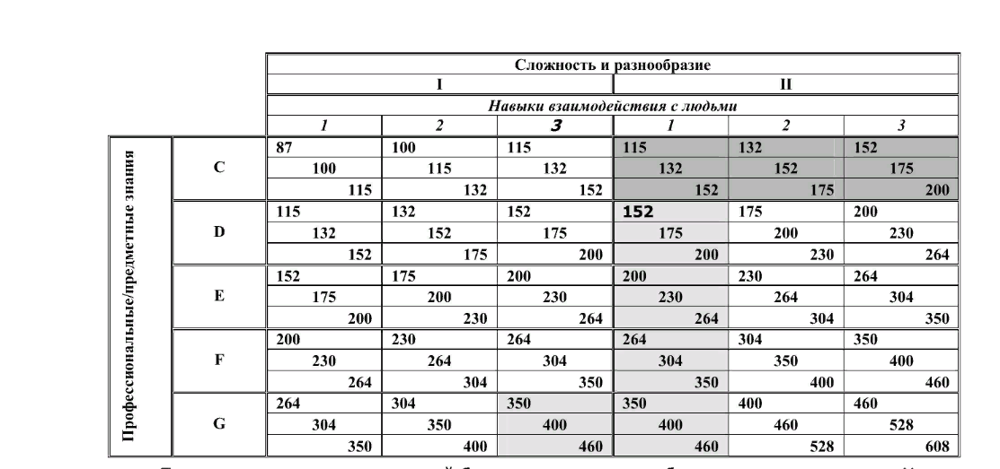 Сложность и разнообразие
I II
Навыки взаимодействия с людьми
1 2 3 1 2 3
Профессиональные/предметные знания
C
87 100 115 115 132 152
100 115 132 132 152 175
115 132 152 152 175 200
D
115 132 152 152 175 200
132 152 175 175 200 230
152 175 200 200 230 264
E
152 175 200 200 230 264
175 200 230 230 264 304
200 230 264 264 304 350
F
200 230 264 264 304 350
230 264 304 304 350 400
264 304 350 350 400 460
G
264 304 350 350 400 460
304 350 400 400 460 528
350 400 460 460 528 608